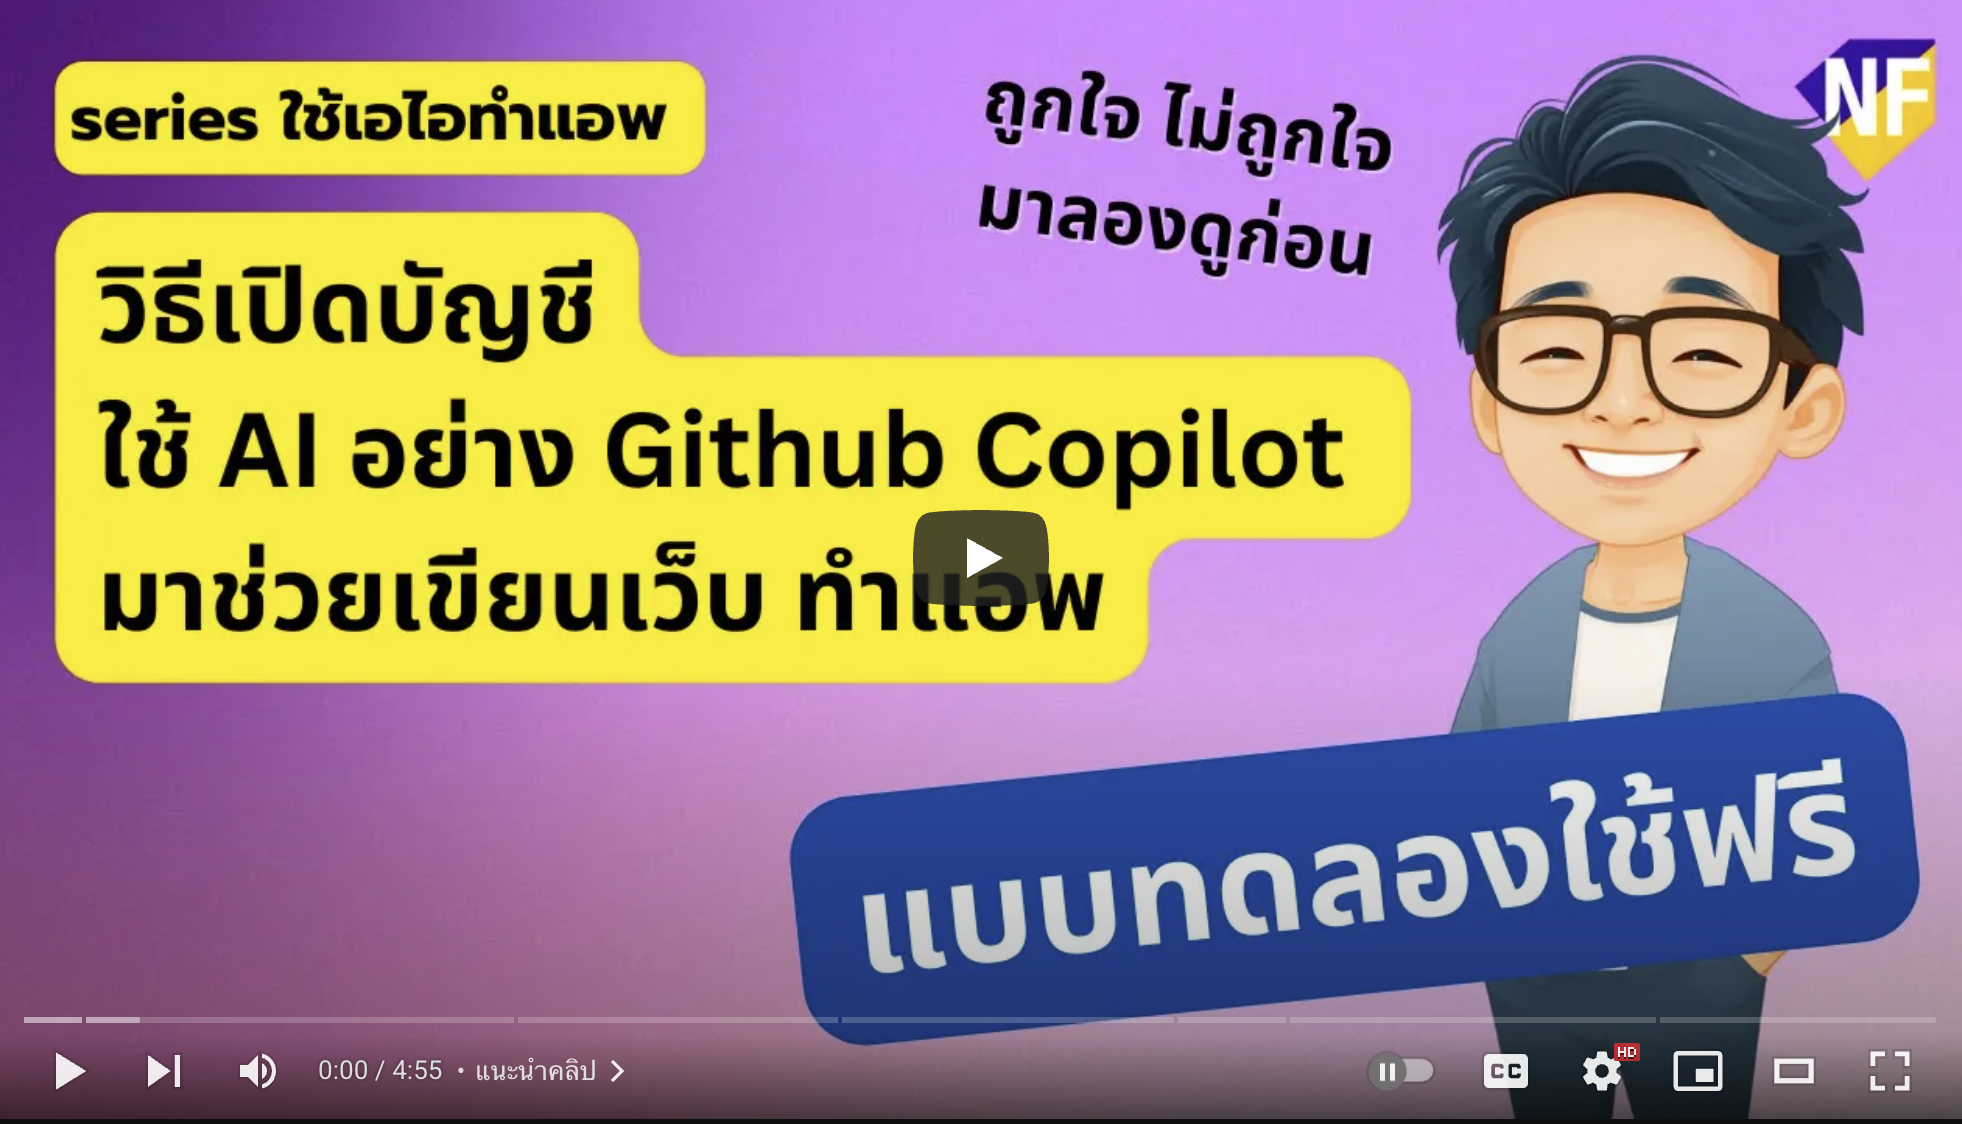 series ใช้เอไอทำแอพ
ถูกใจ ไม่ถูกใจ
มาลองดูก่อน
NF
วิธีเปิดบัญชี
ใช้ AI อย่าง Github Copilot
มาช่วยเขียนเว็บ ทำแอพ
แบบทดลองใช้ฟรี
0:00 / 4:55 • แนะนำคลิป
CC
HD